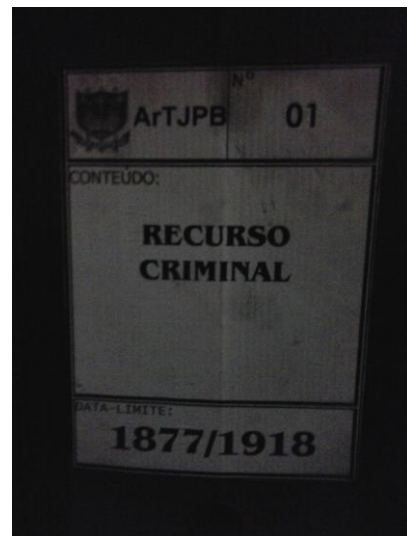 ArTJPB
Nº
01
CONTEÚDO:
RECURSO
CRIMINAL
DATA-LIMITE:
1877/1918